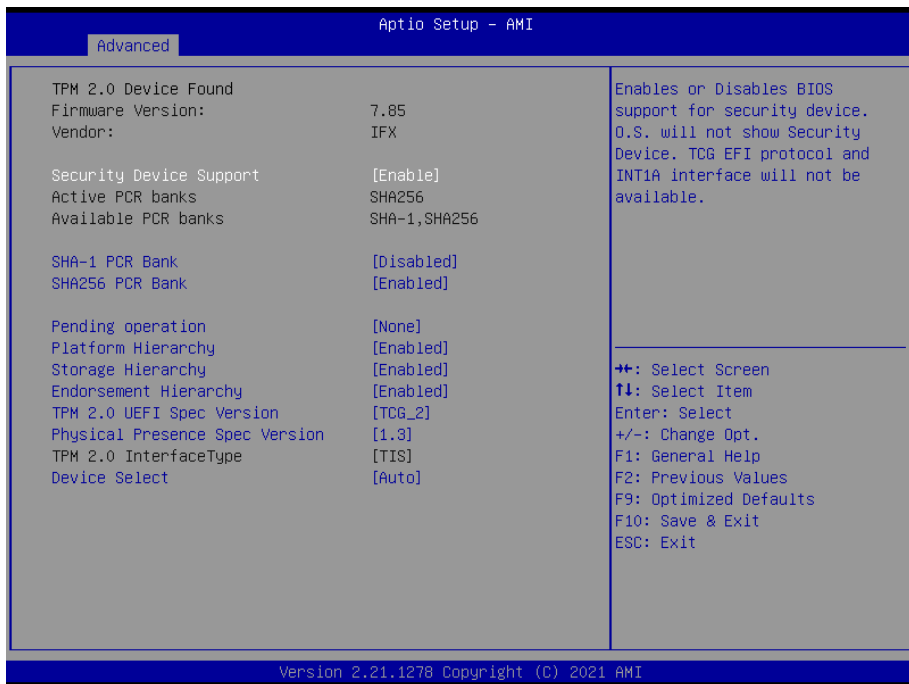 Aptio Setup – AMI
Advanced
TPM 2.0 Device Found
Firmware Version: 7.85
Vendor: IFX
Security Device Support [Enable]
Active PCR banks SHA256
Available PCR banks SHA-1,SHA256
SHA-1 PCR Bank [Disabled]
SHA256 PCR Bank [Enabled]
Pending operation [None]
Platform Hierarchy [Enabled]
Storage Hierarchy [Enabled]
Endorsement Hierarchy [Enabled]
TPM 2.0 UEFI Spec Version [TCG_2]
Physical Presence Spec Version [1.3]
TPM 2.0 InterfaceType [TIS]
Device Select [Auto]
Enables or Disables BIOS
support for security device.
O.S. will not show Security
Device. TCG EFI protocol and
INT1A interface will not be
available.
→←: Select Screen
↑↓: Select Item
Enter: Select
+/-: Change Opt.
F1: General Help
F2: Previous Values
F9: Optimized Defaults
F10: Save & Exit
ESC: Exit
Version 2.21.1278 Copyright (C) 2021 AMI